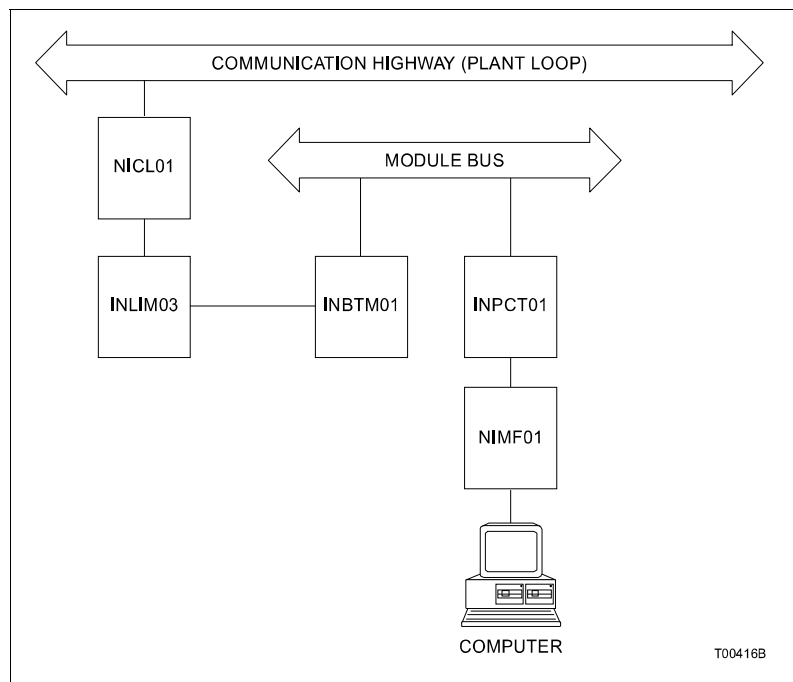 COMMUNICATION HIGHWAY (PLANT LOOP)
NICL01
MODULE BUS
INLIM03
INBTM01
INPCT01
NIMF01
COMPUTER
T00416B